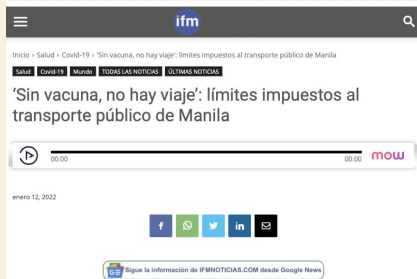 ifm
Inicio › Salud › Covid-19 › 'Sin vacuna, no hay viaje': límites impuestos al transporte público de Manila
Salud Covid-19 Mundo TODAS LAS NOTICIAS ÚLTIMAS NOTICIAS
'Sin vacuna, no hay viaje': límites impuestos al
transporte público de Manila
00:00 00:00 mow
enero 12, 2022
f in
GE Sigue la información de IFMNOTICIAS.COM desde Google News